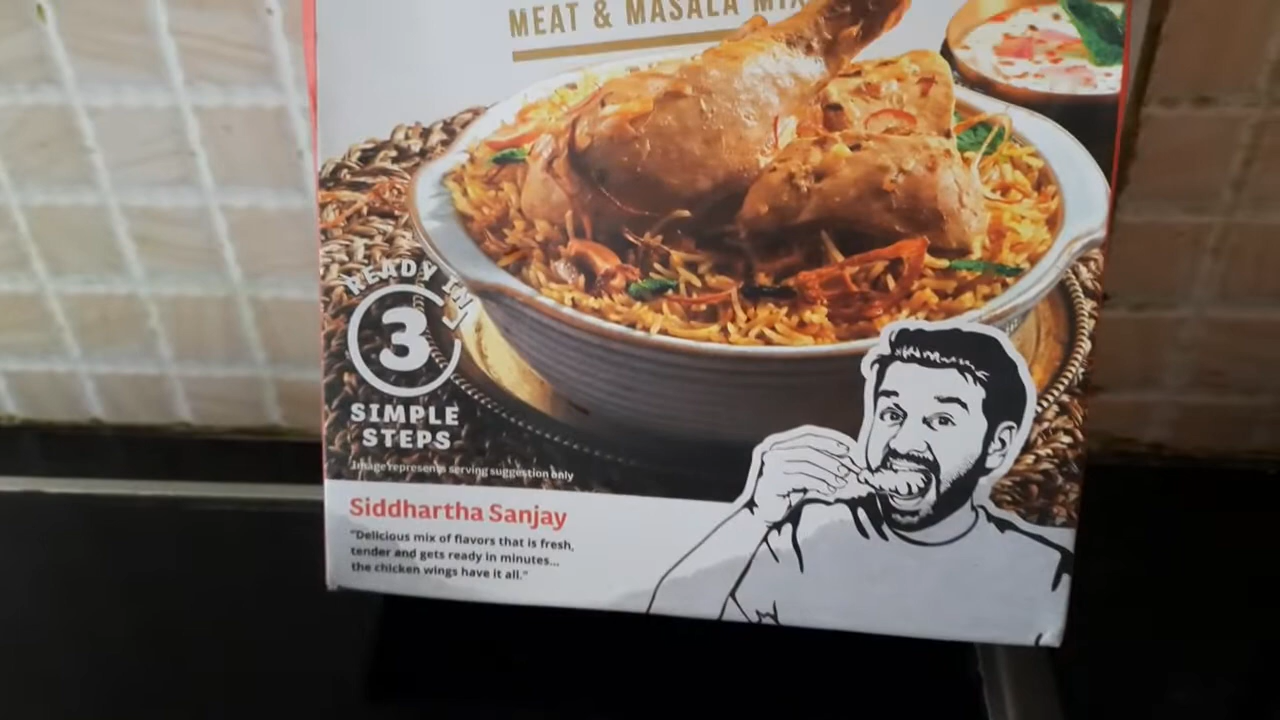 MEAT & MASALA MIX
READY IN
3
SIMPLE
STEPS
Image represents serving suggestion only
Siddhartha Sanjay
"Delicious mix of flavors that is fresh,
tender and gets ready in minutes...
the chicken wings have it all."